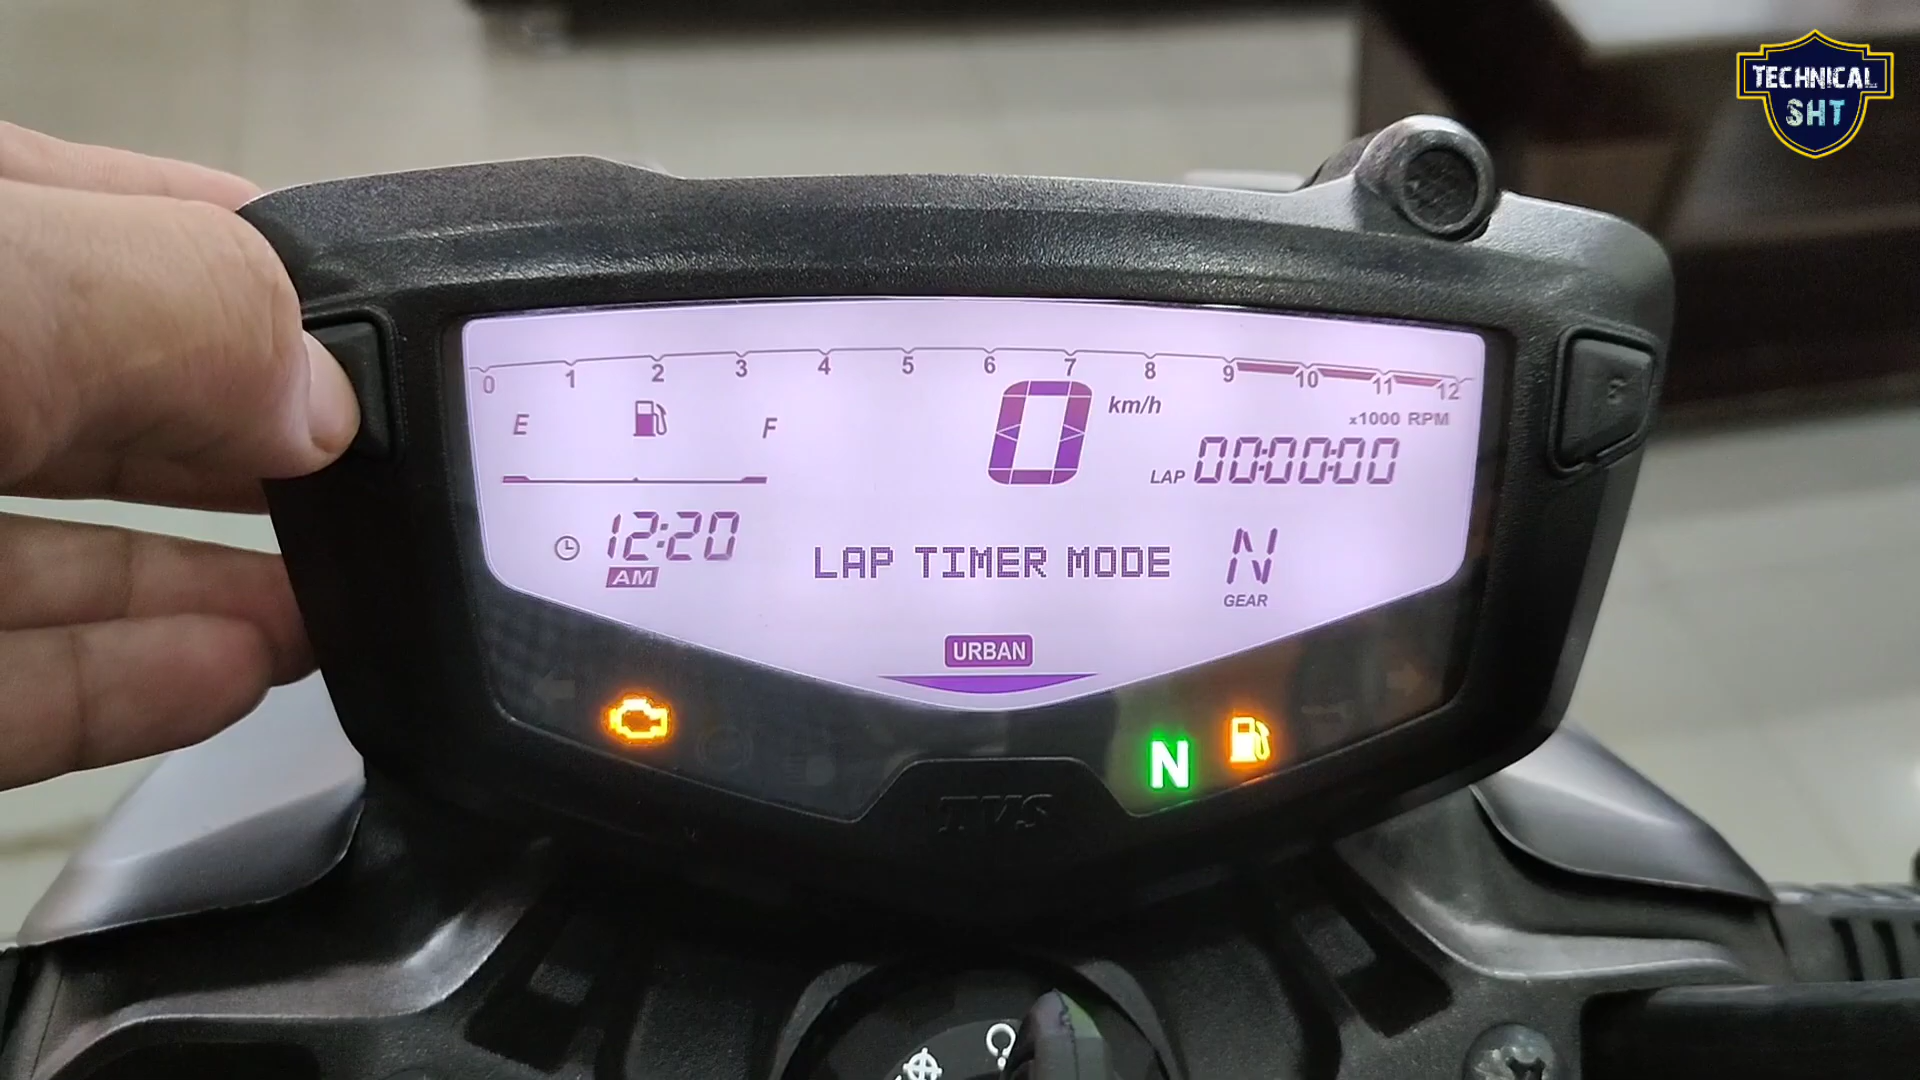 TECHNICAL
SHT
0 1 2 3 4 5 6 7 8 9 10 11 12
x1000 RPM
E F
0 km/h
LAP 00:00:00
12:20
AM
LAP TIMER MODE
N
GEAR
URBAN
N
TVS